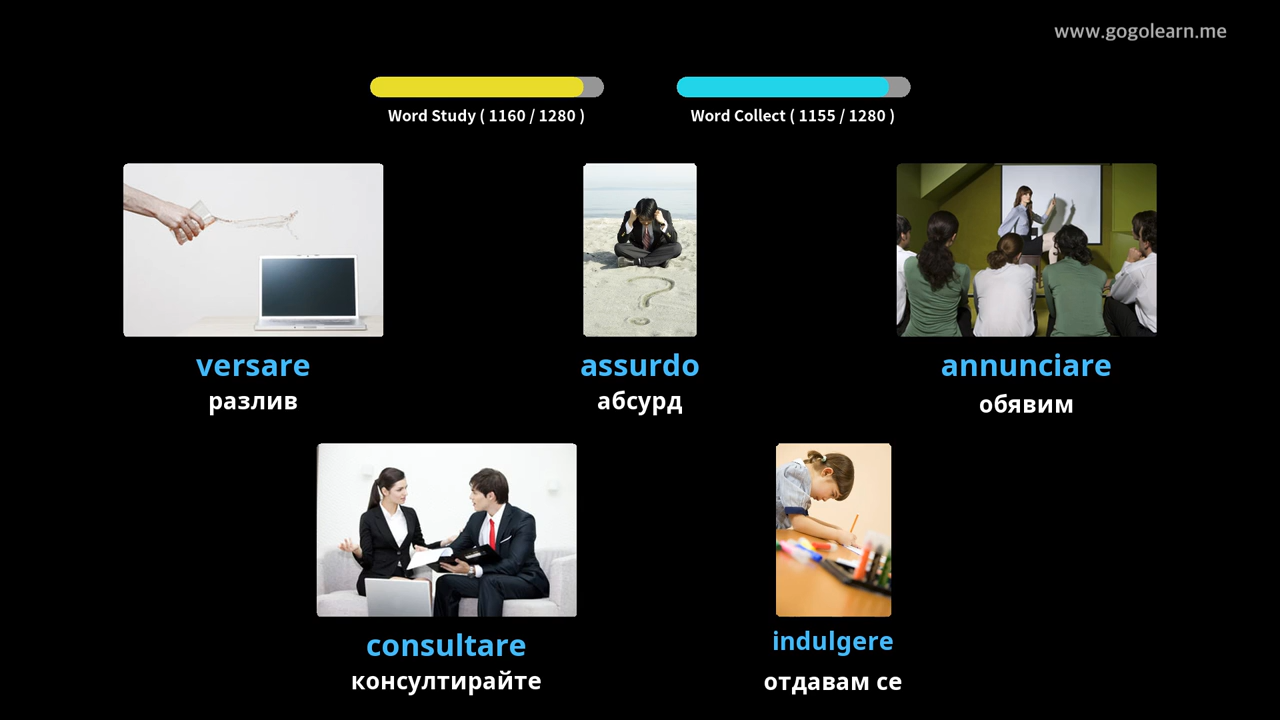 www.gogolearn.me
Word Study ( 1160 / 1280 )
Word Collect ( 1155 / 1280 )
versare
разлив
assurdo
абсурд
annunciare
обявим
consultare
консултирайте
indulgere
отдавам се